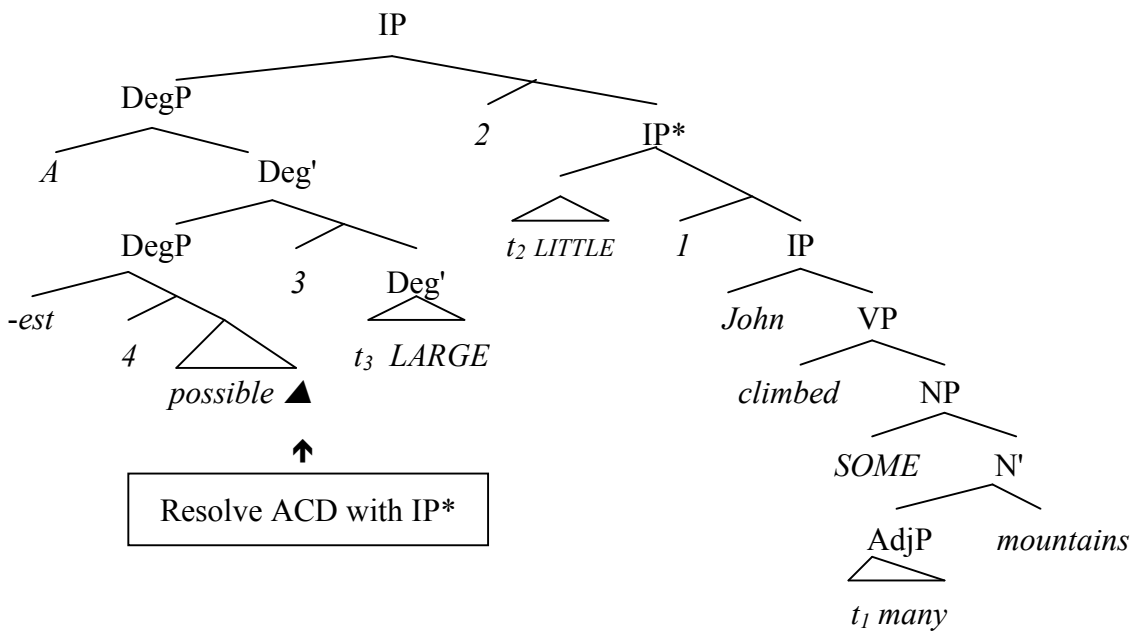 IP
DegP 2 IP*
A Deg'
DegP 3 Deg' t2 LITTLE 1 IP
-est 4 t3 LARGE John VP
possible ▲ climbed NP
SOME N'
Resolve ACD with IP*
AdjP mountains
t1 many